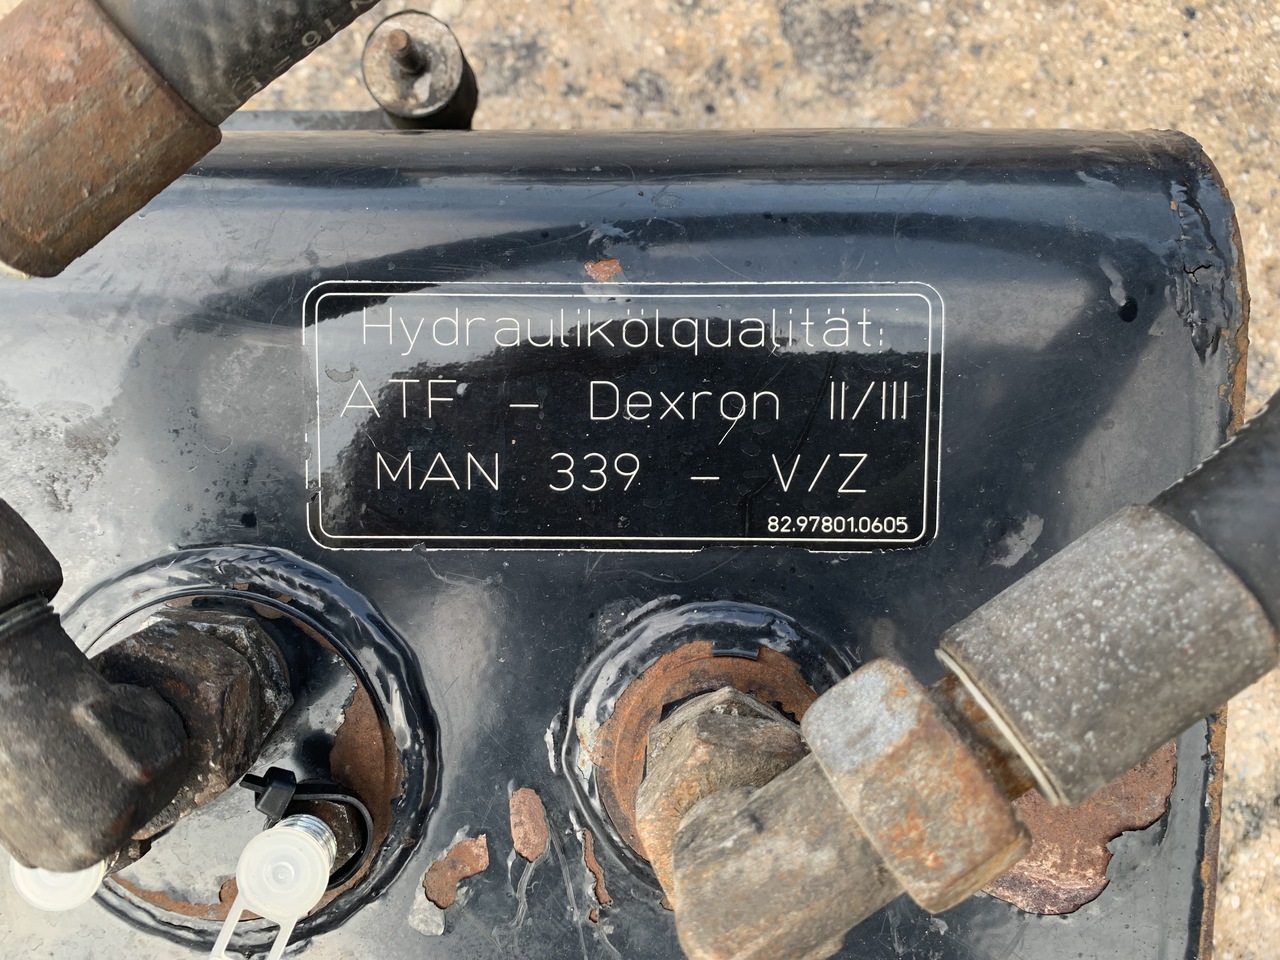 Hydraulikölqualität:
ATF - Dexron II/III
MAN 339 - V/Z
82.97801.0605